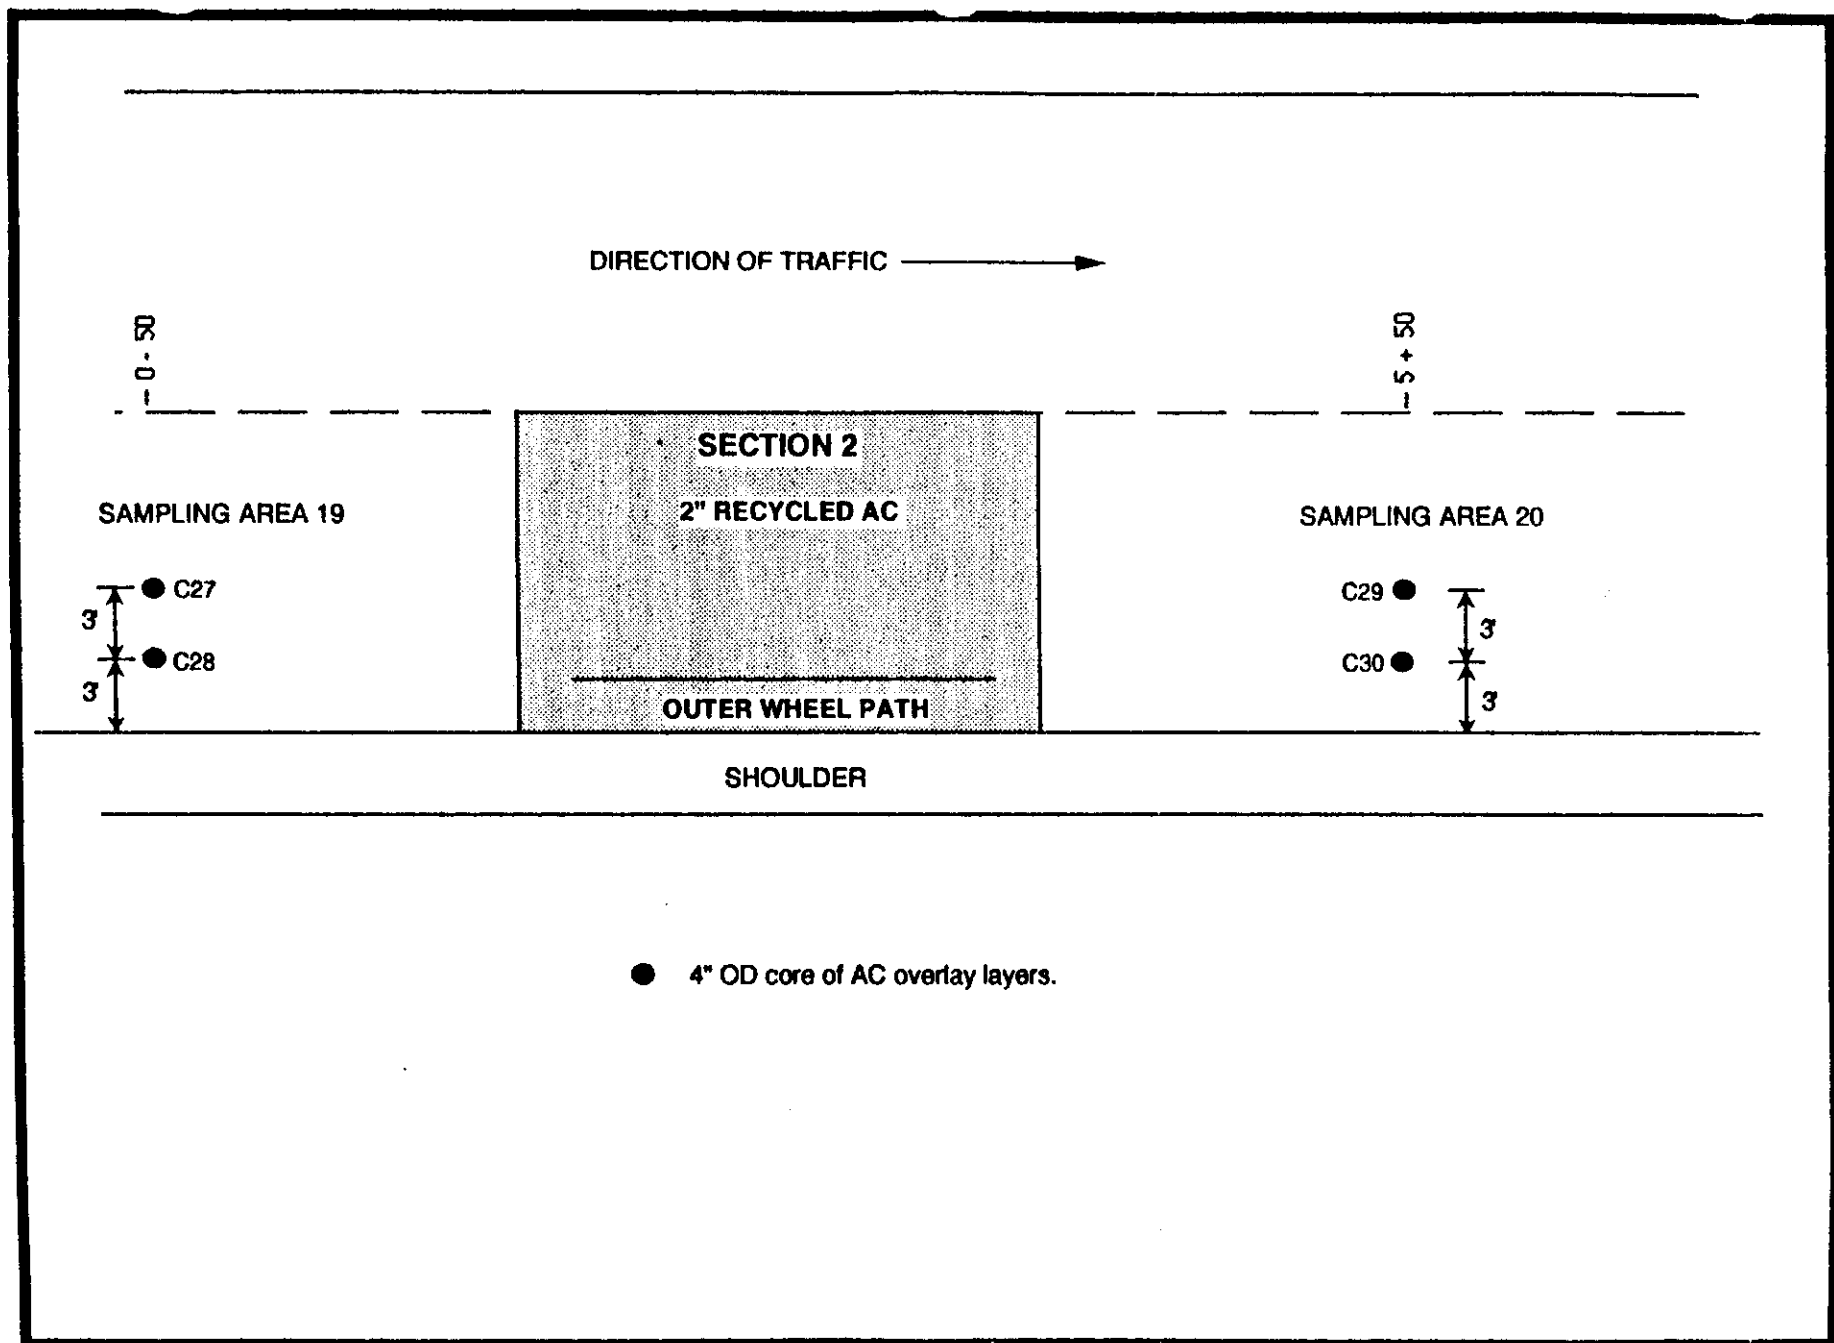 DIRECTION OF TRAFFIC
0 - 50
5 + 50
SECTION 2
2" RECYCLED AC
SAMPLING AREA 19
SAMPLING AREA 20
C27
C29
3'
3'
C28
C30
3'
3'
OUTER WHEEL PATH
SHOULDER
4" OD core of AC overlay layers.